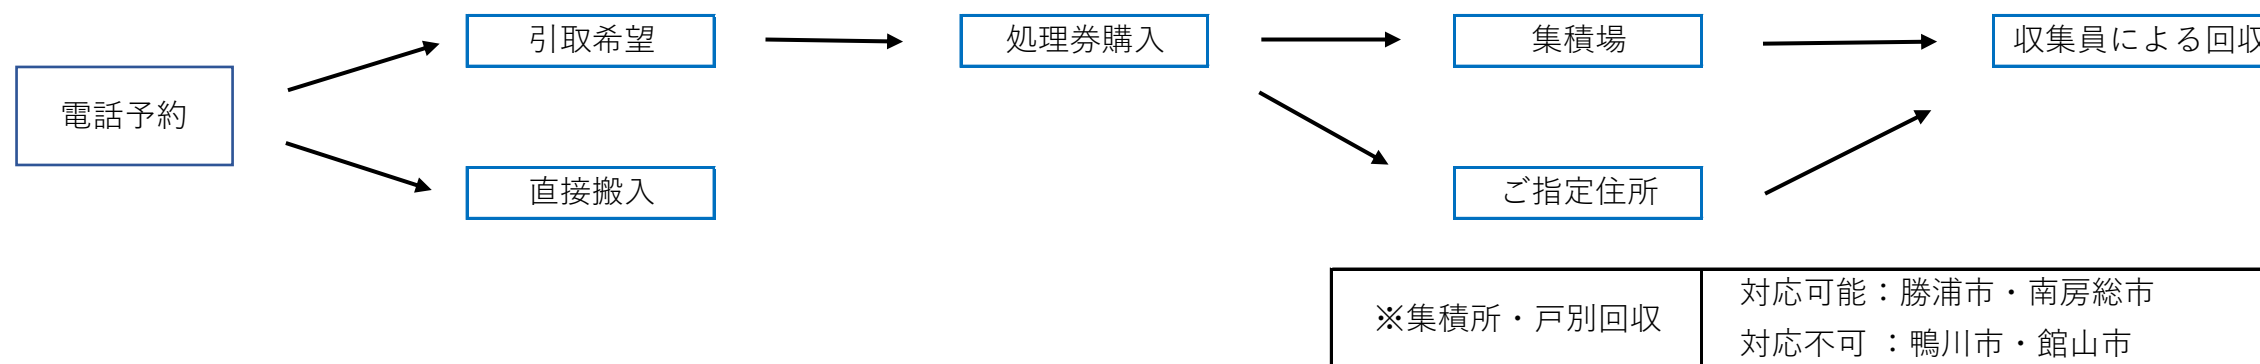 電話予約
引取希望
処理券購入
集積場
収集員による回収
直接搬入
ご指定住所
※集積所・戸別回収
対応可能：勝浦市・南房総市
対応不可 ：鴨川市・館山市